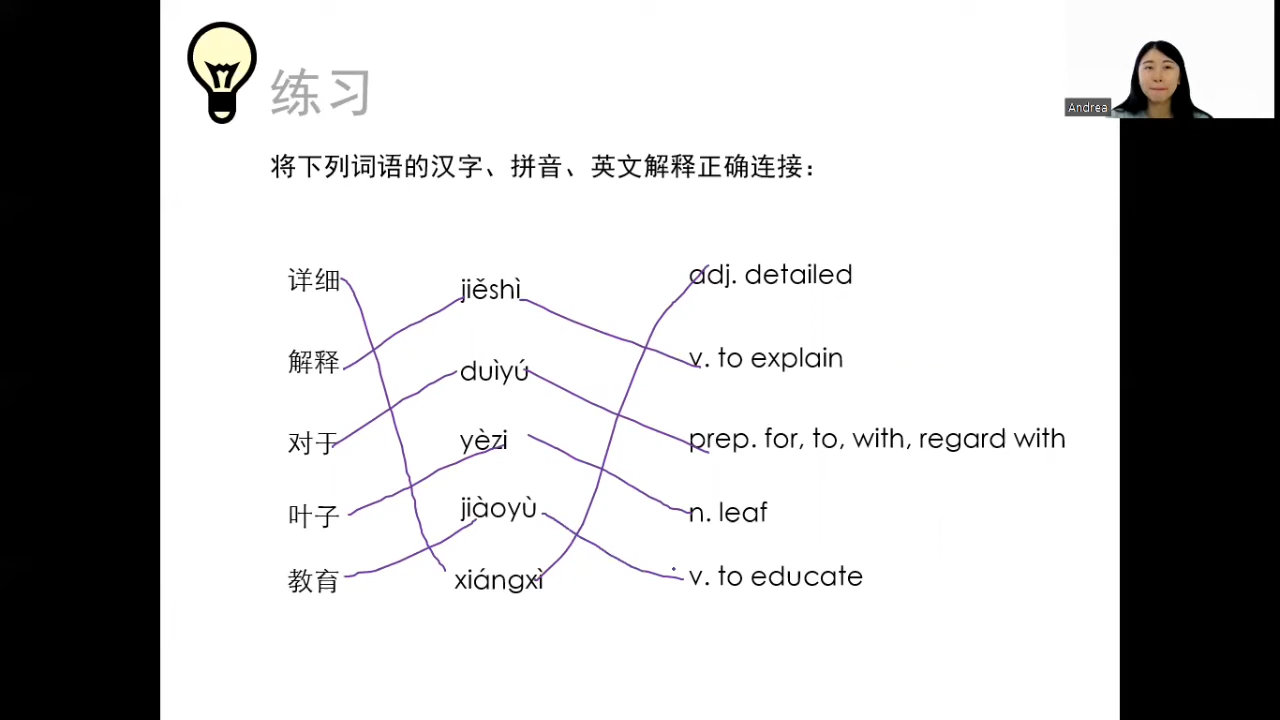 练习
Andrea
将下列词语的汉字、拼音、英文解释正确连接：
详细 jiěshì adj. detailed
解释 duìyú v. to explain
对于 yèzi prep. for, to, with, regard with
叶子 jiàoyù n. leaf
教育 xiángxì v. to educate